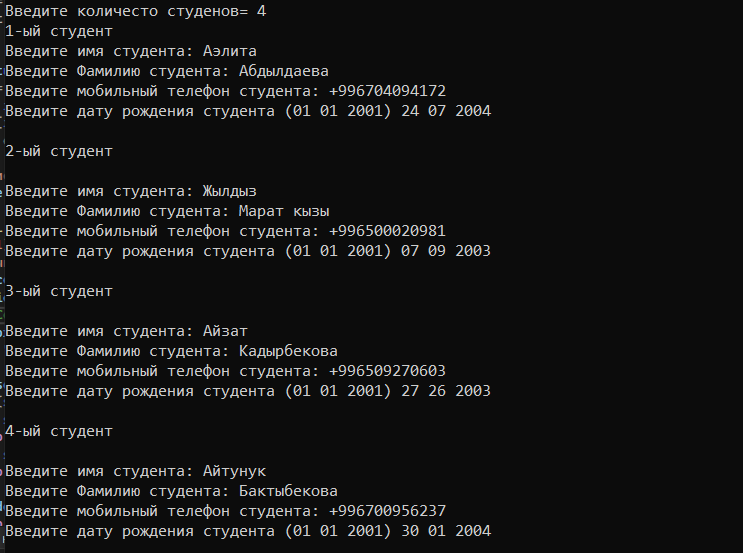 Введите количесто студенов= 4
1-ый студент
Введите имя студента: Аэлита
Введите Фамилию студента: Абдылдаева
Введите мобильный телефон студента: +996704094172
Введите дату рождения студента (01 01 2001) 24 07 2004
2-ый студент
Введите имя студента: Жылдыз
Введите Фамилию студента: Марат кызы
Введите мобильный телефон студента: +996500020981
Введите дату рождения студента (01 01 2001) 07 09 2003
3-ый студент
Введите имя студента: Айзат
Введите Фамилию студента: Кадырбекова
Введите мобильный телефон студента: +996509270603
Введите дату рождения студента (01 01 2001) 27 26 2003
4-ый студент
Введите имя студента: Айтунук
Введите Фамилию студента: Бактыбекова
Введите мобильный телефон студента: +996700956237
Введите дату рождения студента (01 01 2001) 30 01 2004